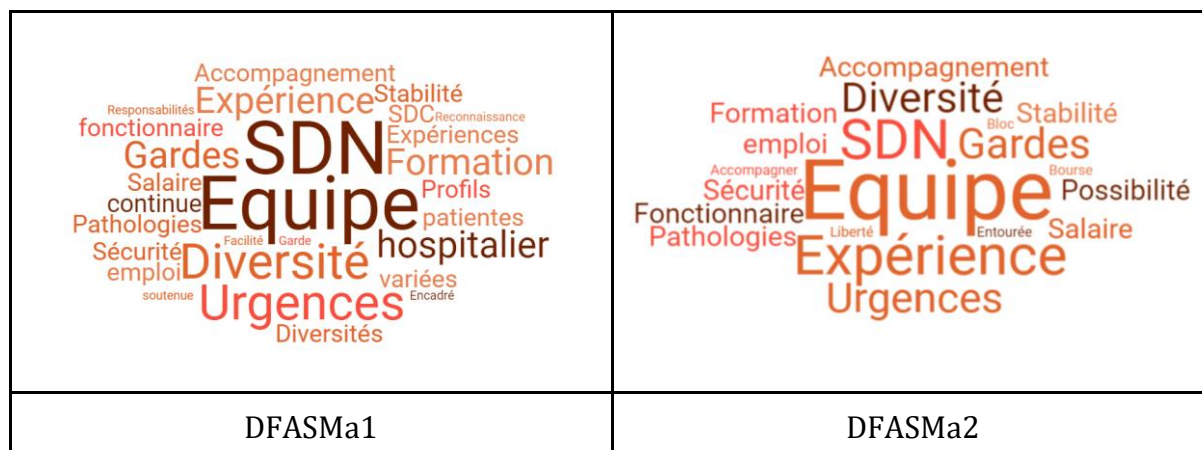 Accompagnement
Responsabilités Expérience Stabilité
SDC Reconnaissance
fonctionnaire SDN Expériences
Gardes Formation
Salaire Equipe Profils
continue patientes
Pathologies
Facilité Garde hospitalier
Sécurité Diversité
emploi variées
soutenue Urgences Encadré
Diversités
DFASMa1
Accompagnement
Diversité
Formation Bloc Stabilité
emploi SDN Gardes
Accompagner Equipe Bourse
Sécurité Possibilité
Fonctionnaire
Pathologies Liberté Entourée Salaire
Expérience
Urgences
DFASMa2